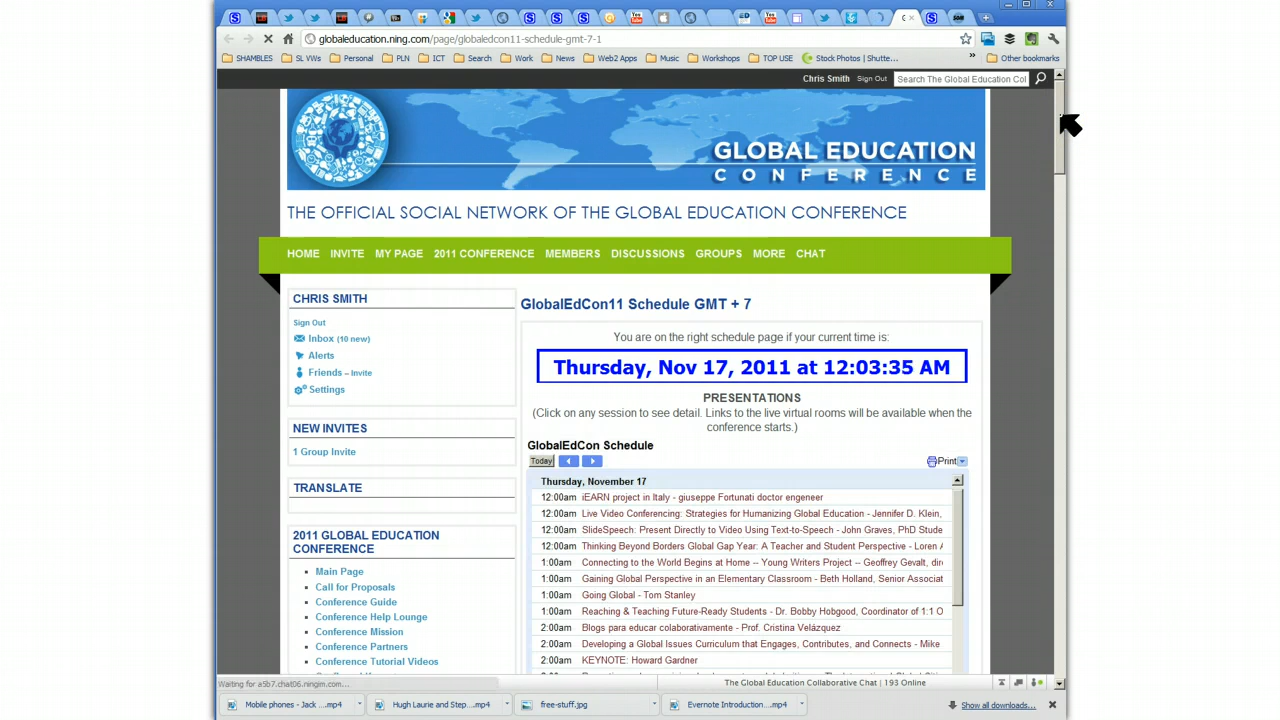 globaleducation.ning.com/page/globaledcon11-schedule-gmt-7-1
SHAMBLES SL VWs Personal PLN ICT Search Work News Web2 Apps Music Workshops TOP USE Stock Photos | Shutte... » Other bookmarks
Chris Smith Sign Out Search The Global Education Col
GLOBAL EDUCATION
CONFERENCE
THE OFFICIAL SOCIAL NETWORK OF THE GLOBAL EDUCATION CONFERENCE
HOME INVITE MY PAGE 2011 CONFERENCE MEMBERS DISCUSSIONS GROUPS MORE CHAT
CHRIS SMITH
Sign Out
Inbox (10 new)
Alerts
Friends – Invite
Settings
NEW INVITES
1 Group Invite
TRANSLATE
2011 GLOBAL EDUCATION
CONFERENCE
Main Page
Call for Proposals
Conference Guide
Conference Help Lounge
Conference Mission
Conference Partners
Conference Tutorial Videos
GlobalEdCon11 Schedule GMT + 7
You are on the right schedule page if your current time is:
Thursday, Nov 17, 2011 at 12:03:35 AM
PRESENTATIONS
(Click on any session to see detail. Links to the live virtual rooms will be available when the
conference starts.)
GlobalEdCon Schedule
Today Print
Thursday, November 17
12:00am iEARN project in Italy - giuseppe Fortunati doctor engeneer
12:00am Live Video Conferencing: Strategies for Humanizing Global Education - Jennifer D. Klein,
12:00am SlideSpeech: Present Directly to Video Using Text-to-Speech - John Graves, PhD Stude
12:00am Thinking Beyond Borders Global Gap Year: A Teacher and Student Perspective - Loren
1:00am Connecting to the World Begins at Home -- Young Writers Project -- Geoffrey Gevalt, dir
1:00am Gaining Global Perspective in an Elementary Classroom - Beth Holland, Senior Associat
1:00am Going Global - Tom Stanley
1:00am Reaching & Teaching Future-Ready Students - Dr. Bobby Hobgood, Coordinator of 1:1 O
2:00am Blogs para educar colaborativamente - Prof. Cristina Velázquez
2:00am Developing a Global Issues Curriculum that Engages, Contributes, and Connects - Mike
2:00am KEYNOTE: Howard Gardner
Waiting for a5b7.chat06.ningim.com...
The Global Education Collaborative Chat | 193 Online
Mobile phones - Jack ....mp4 Hugh Laurie and Step....mp4 free-stuff.jpg Evernote Introduction....mp4 Show all downloads...